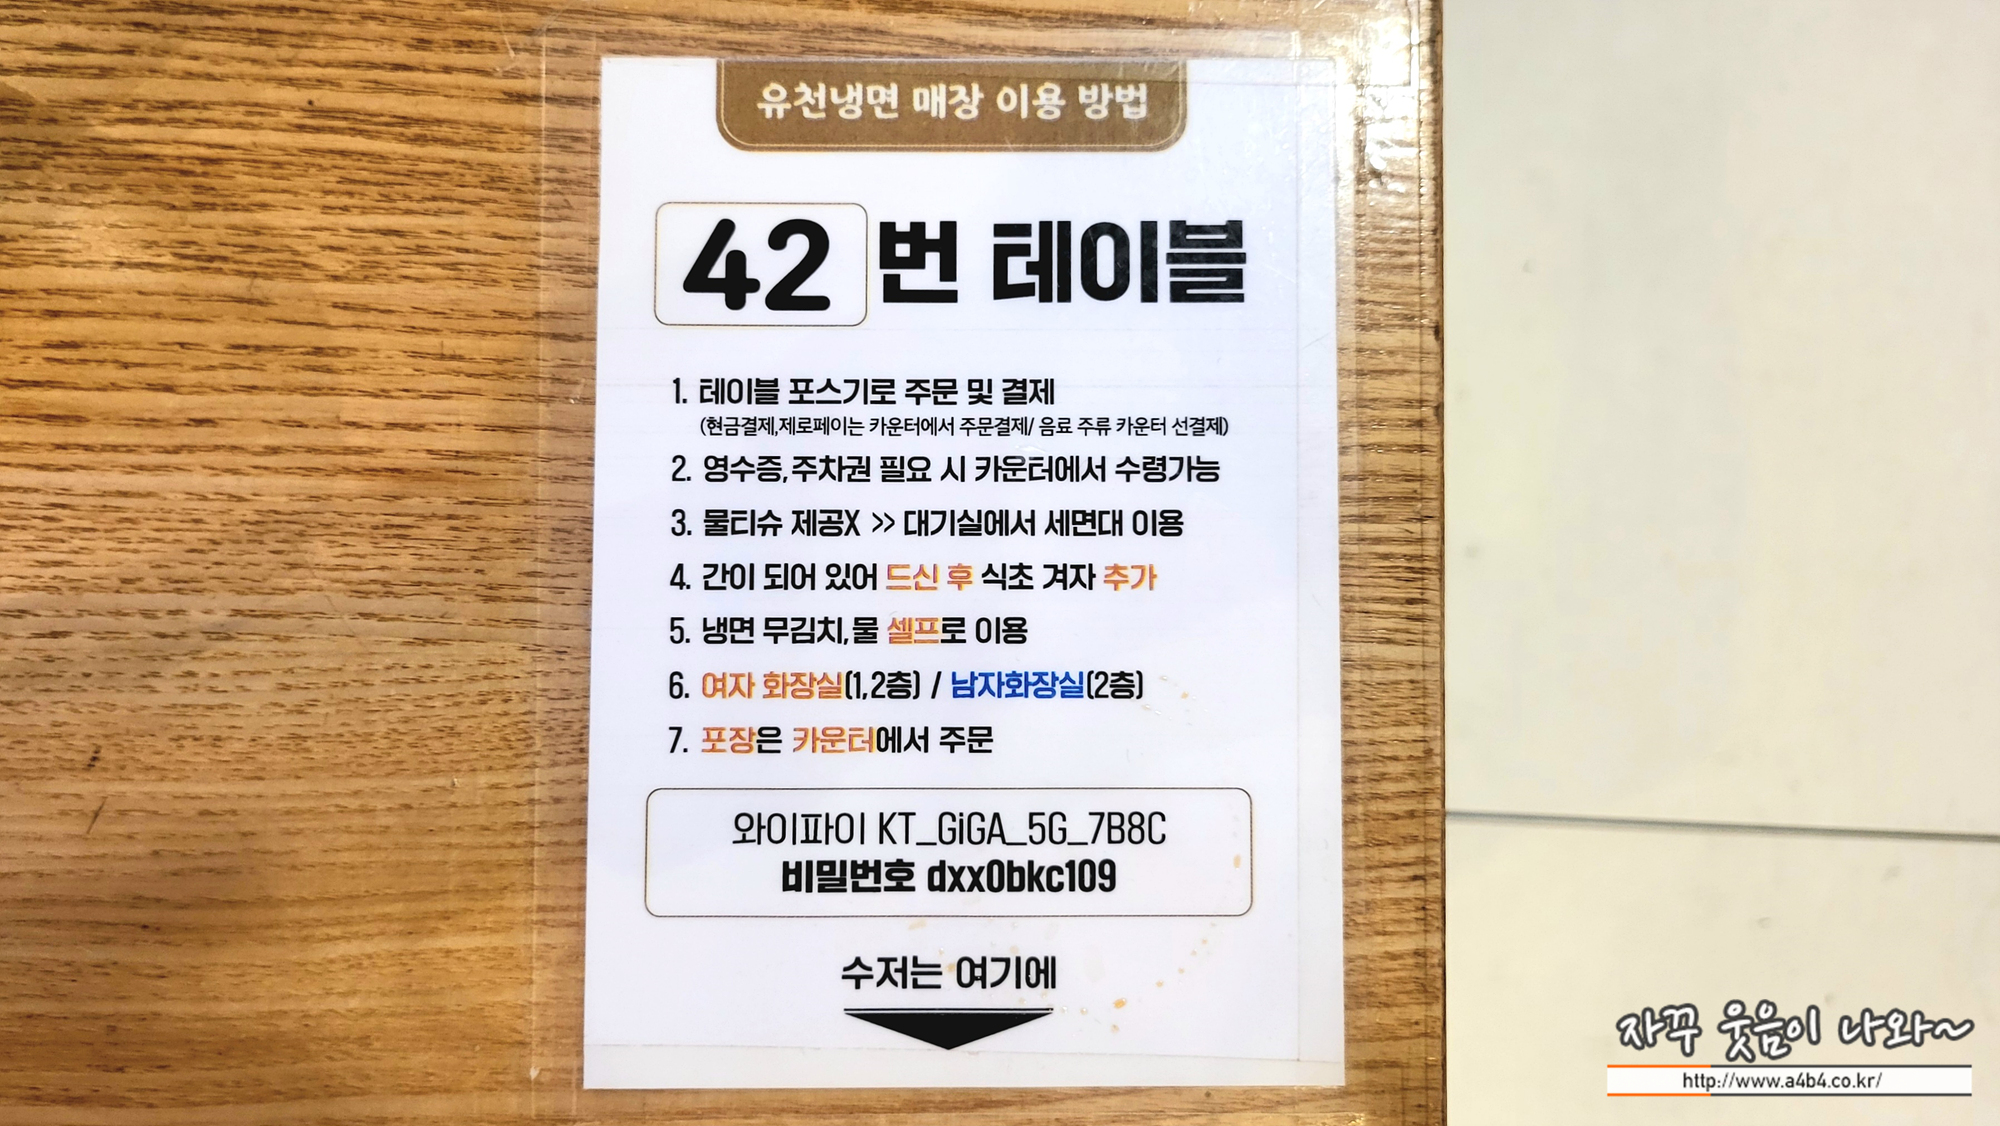 유천냉면 매장 이용 방법
42 번 테이블
1. 테이블 포스기로 주문 및 결제
(현금결제,제로페이는 카운터에서 주문결제/ 음료 주류 카운터 선결제)
2. 영수증,주차권 필요 시 카운터에서 수령가능
3. 물티슈 제공X >> 대기실에서 세면대 이용
4. 간이 되어 있어 드신 후 식초 겨자 추가
5. 냉면 무김치,물 셀프로 이용
6. 여자 화장실(1,2층) / 남자화장실(2층)
7. 포장은 카운터에서 주문
와이파이 KT_GiGA_5G_7B8C
비밀번호 dxx0bkc109
수저는 여기에
자꾸 웃음이 나와~
http://www.a4b4.co.kr/